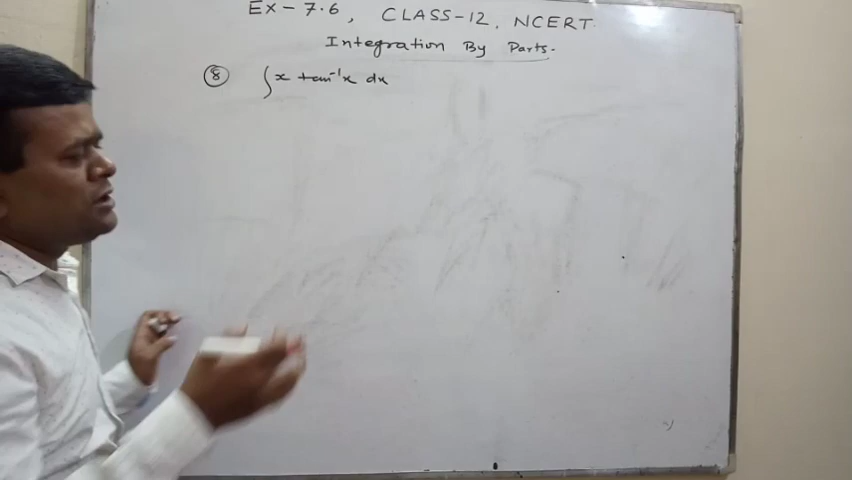 Ex - 7.6, CLASS-12, NCERT.
Integration By Parts.
⑧ ∫ x tan⁻¹x dx